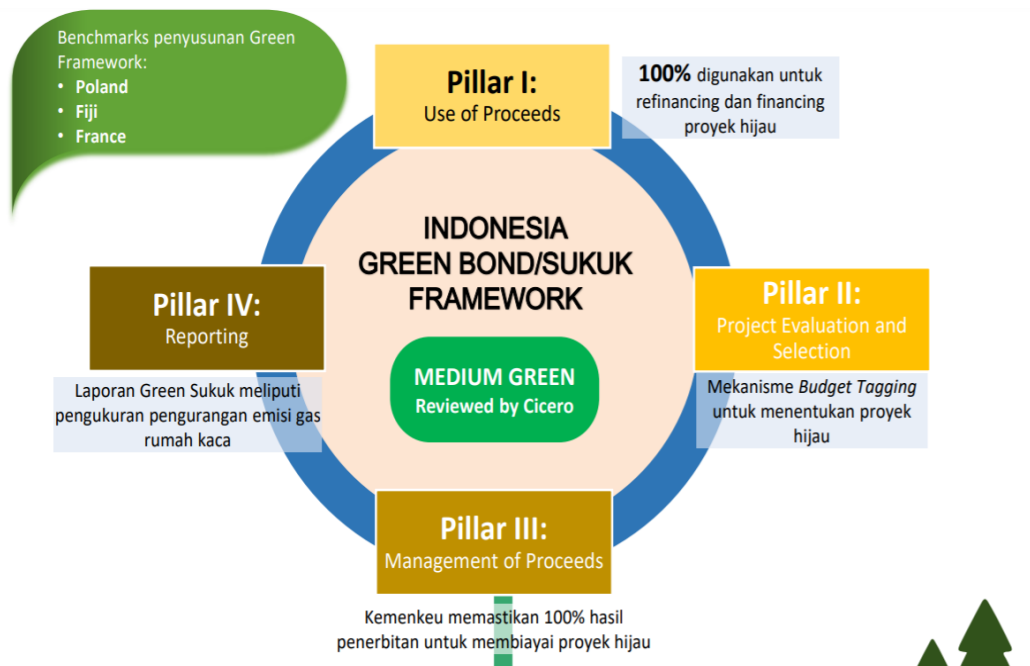 Benchmarks penyusunan Green
Framework:
• Poland
• Fiji
• France
Pillar I:
Use of Proceeds
100% digunakan untuk
refinancing dan financing
proyek hijau
INDONESIA
GREEN BOND/SUKUK
FRAMEWORK
MEDIUM GREEN
Reviewed by Cicero
Pillar II:
Project Evaluation and
Selection
Mekanisme Budget Tagging
untuk menentukan proyek
hijau
Pillar III:
Management of Proceeds
Kemenkeu memastikan 100% hasil
penerbitan untuk membiayai proyek hijau
Pillar IV:
Reporting
Laporan Green Sukuk meliputi
pengukuran pengurangan emisi gas
rumah kaca